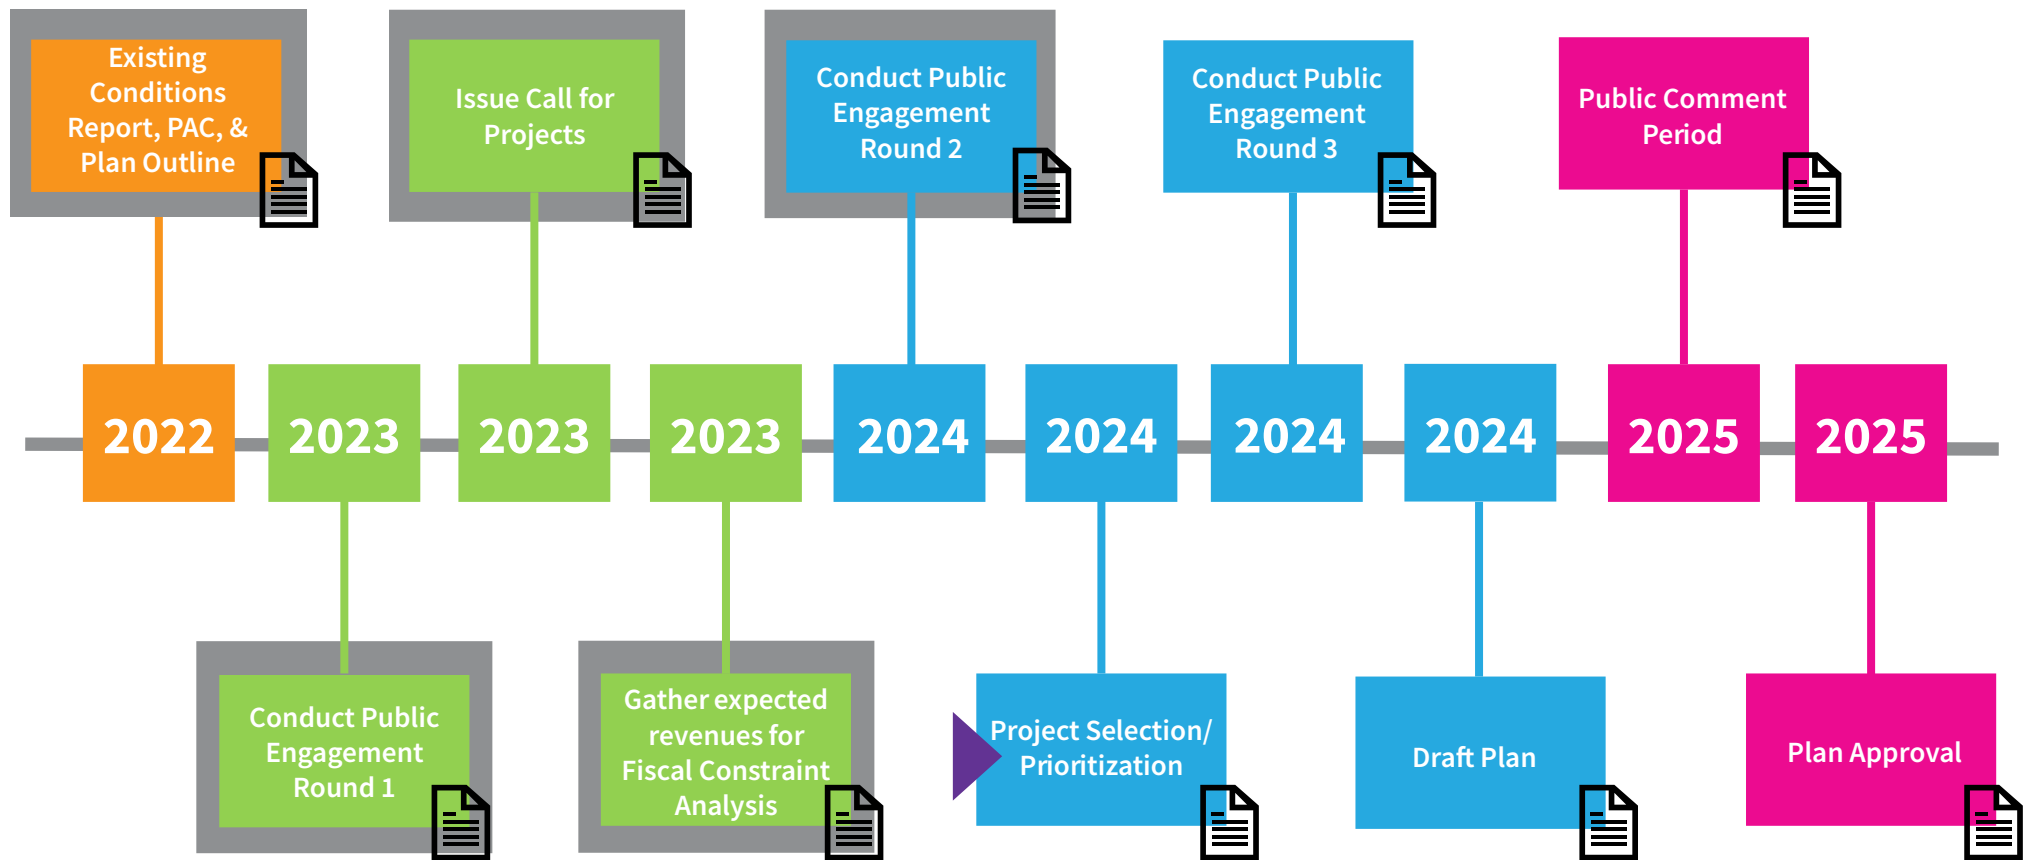 Existing
Conditions
Report, PAC, &
Plan Outline
Issue Call for
Projects
Conduct Public
Engagement
Round 2
Conduct Public
Engagement
Round 3
Public Comment
Period
2022
2023
2023
2023
2024
2024
2024
2024
2025
2025
Conduct Public
Engagement
Round 1
Gather expected
revenues for
Fiscal Constraint
Analysis
Project Selection/
Prioritization
Draft Plan
Plan Approval